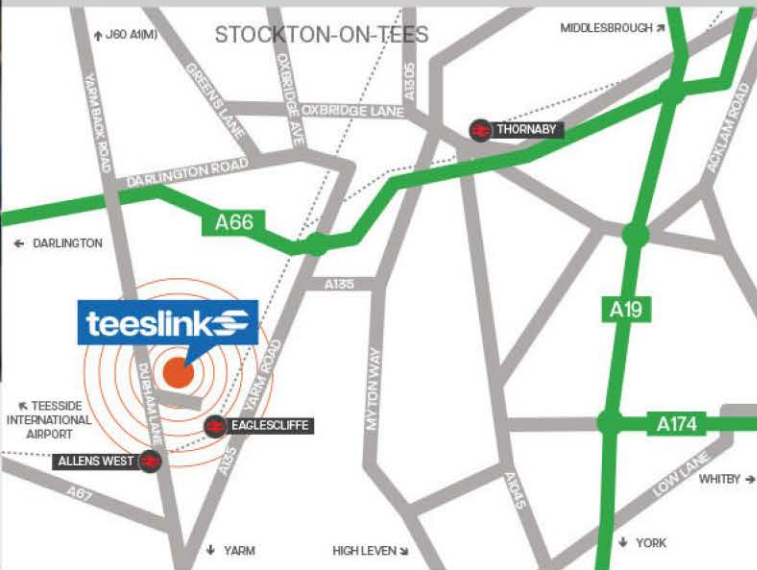 ↑ J60 A1(M)
STOCKTON-ON-TEES
MIDDLESBROUGH ↗
YARM BACK ROAD
GREENS LANE
OXBRIDGE AVE
A1305
OXBRIDGE LANE
THORNABY
ACKLAM ROAD
DARLINGTON ROAD
A66
← DARLINGTON
A135
A19
teeslink
DURHAM LANE
YARM ROAD
MYTON WAY
↖ TEESSIDE
INTERNATIONAL
AIRPORT
EAGLESCLIFFE
A174
ALLENS WEST
A135
A67
A1045
LOW LANE
WHITBY →
↓ YARM
HIGH LEVEN ↘
↓ YORK